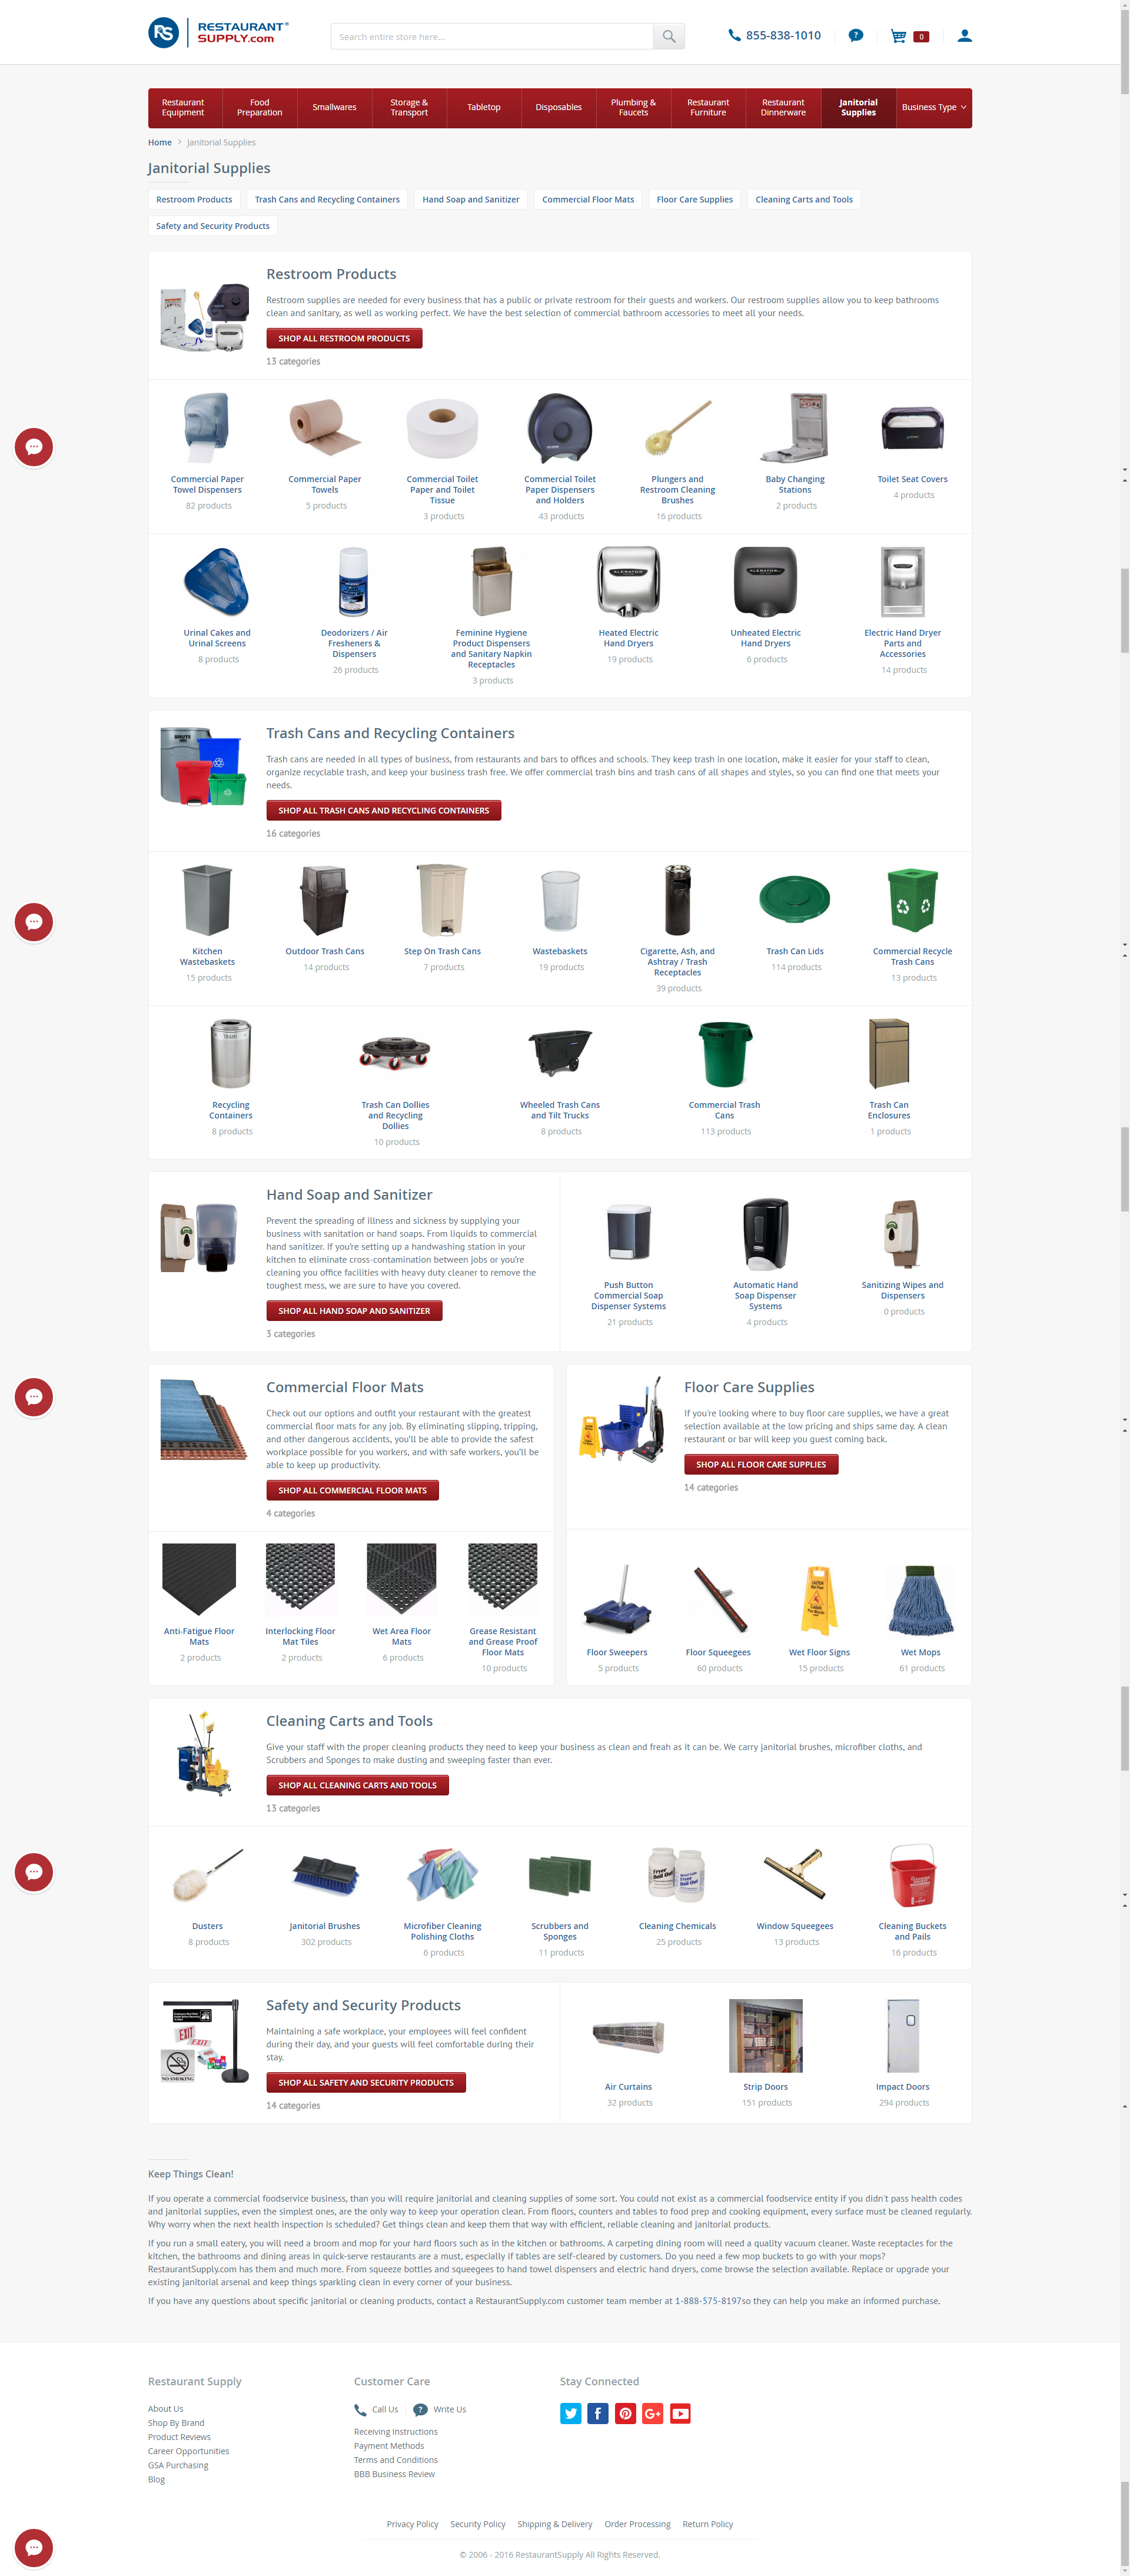 RS RESTAURANT®
SUPPLY.com
Search entire store here...
855-838-1010
0
Restaurant Equipment
Food Preparation
Smallwares
Storage & Transport
Tabletop
Disposables
Plumbing & Faucets
Restaurant Furniture
Restaurant Dinnerware
Janitorial Supplies
Business Type
Home > Janitorial Supplies
Janitorial Supplies
Restroom Products
Trash Cans and Recycling Containers
Hand Soap and Sanitizer
Commercial Floor Mats
Floor Care Supplies
Cleaning Carts and Tools
Safety and Security Products
Restroom Products
Restroom supplies are needed for every business that has a public or private restroom for their guests and workers. Our restroom supplies allow you to keep bathrooms
clean and sanitary, as well as working perfect. We have the best selection of commercial bathroom accessories to meet all your needs.
SHOP ALL RESTROOM PRODUCTS
13 categories
Commercial Paper
Towel Dispensers
82 products
Commercial Paper
Towels
5 products
Commercial Toilet
Paper and Toilet
Tissue
3 products
Commercial Toilet
Paper Dispensers
and Holders
43 products
Plungers and
Restroom Cleaning
Brushes
16 products
Baby Changing
Stations
2 products
Toilet Seat Covers
4 products
Urinal Cakes and
Urinal Screens
8 products
Deodorizers / Air
Fresheners &
Dispensers
26 products
Feminine Hygiene
Product Dispensers
and Sanitary Napkin
Receptacles
3 products
XLERATOR
Heated Electric
Hand Dryers
19 products
XLERATOR
Unheated Electric
Hand Dryers
6 products
Electric Hand Dryer
Parts and
Accessories
14 products
BRUTE
Trash Cans and Recycling Containers
Trash cans are needed in all types of business, from restaurants and bars to offices and schools. They keep trash in one location, make it easier for your staff to clean,
organize recyclable trash, and keep your business trash free. We offer commercial trash bins and trash cans of all shapes and styles, so you can find one that meets your
needs.
SHOP ALL TRASH CANS AND RECYCLING CONTAINERS
16 categories
Kitchen
Wastebaskets
15 products
Outdoor Trash Cans
14 products
Step On Trash Cans
7 products
Wastebaskets
19 products
Cigarette, Ash, and
Ashtray / Trash
Receptacles
39 products
Trash Can Lids
114 products
Commercial Recycle
Trash Cans
13 products
TRASH
Recycling
Containers
8 products
Trash Can Dollies
and Recycling
Dollies
10 products
Wheeled Trash Cans
and Tilt Trucks
8 products
BRUTE
Commercial Trash
Cans
113 products
Trash Can
Enclosures
1 products
Hand Soap and Sanitizer
Prevent the spreading of illness and sickness by supplying your
business with sanitation or hand soaps. From liquids to commercial
hand sanitizer. If you're setting up a handwashing station in your
kitchen to eliminate cross-contamination between jobs or you're
cleaning you office facilities with heavy duty cleaner to remove the
toughest mess, we are sure to have you covered.
SHOP ALL HAND SOAP AND SANITIZER
3 categories
Push Button
Commercial Soap
Dispenser Systems
21 products
Automatic Hand
Soap Dispenser
Systems
4 products
Sanitizing Wipes and
Dispensers
0 products
Commercial Floor Mats
Check out our options and outfit your restaurant with the greatest
commercial floor mats for any job. By eliminating slipping, tripping,
and other dangerous accidents, you'll be able to provide the safest
workplace possible for you workers, and with safe workers, you'll be
able to keep up productivity.
SHOP ALL COMMERCIAL FLOOR MATS
4 categories
Anti-Fatigue Floor
Mats
2 products
Interlocking Floor
Mat Tiles
2 products
Wet Area Floor
Mats
6 products
Grease Resistant
and Grease Proof
Floor Mats
10 products
Floor Care Supplies
If you're looking where to buy floor care supplies, we have a great
selection available at the low pricing and ships same day. A clean
restaurant or bar will keep you guest coming back.
SHOP ALL FLOOR CARE SUPPLIES
14 categories
Floor Sweepers
5 products
Floor Squeegees
60 products
CAUTION
Wet Floor Signs
15 products
Wet Mops
61 products
Cleaning Carts and Tools
Give your staff with the proper cleaning products they need to keep your business as clean and freah as it can be. We carry janitorial brushes, microfiber cloths, and
Scrubbers and Sponges to make dusting and sweeping faster than ever.
SHOP ALL CLEANING CARTS AND TOOLS
13 categories
Dusters
8 products
Janitorial Brushes
302 products
Microfiber Cleaning
Polishing Cloths
6 products
Scrubbers and
Sponges
11 products
Fryer
Boil Out
Cleaning Chemicals
25 products
Window Squeegees
13 products
Cleaning Buckets
and Pails
16 products
EXIT
EXIT
NO SMOKING
Safety and Security Products
Maintaining a safe workplace, your employees will feel confident
during their day, and your guests will feel comfortable during their
stay.
SHOP ALL SAFETY AND SECURITY PRODUCTS
14 categories
Air Curtains
32 products
Strip Doors
151 products
Impact Doors
294 products
Keep Things Clean!
If you operate a commercial foodservice business, than you will require janitorial and cleaning supplies of some sort. You could not exist as a commercial foodservice entity if you didn't pass health codes
and janitorial supplies, even the simplest ones, are the only way to keep your operation clean. From floors, counters and tables to food prep and cooking equipment, every surface must be cleaned regularly.
Why worry when the next health inspection is scheduled? Get things clean and keep them that way with efficient, reliable cleaning and janitorial products.
If you run a small eatery, you will need a broom and mop for your hard floors such as in the kitchen or bathrooms. A carpeting dining room will need a quality vacuum cleaner. Waste receptacles for the
kitchen, the bathrooms and dining areas in quick-serve restaurants are a must, especially if tables are self-cleared by customers. Do you need a few mop buckets to go with your mops?
RestaurantSupply.com has them and much more. From squeeze bottles and squeegees to hand towel dispensers and electric hand dryers, come browse the selection available. Replace or upgrade your
existing janitorial arsenal and keep things sparkling clean in every corner of your business.
If you have any questions about specific janitorial or cleaning products, contact a RestaurantSupply.com customer team member at 1-888-575-8197so they can help you make an informed purchase.
Restaurant Supply
About Us
Shop By Brand
Product Reviews
Career Opportunities
GSA Purchasing
Blog
Customer Care
Call Us
Write Us
Receiving Instructions
Payment Methods
Terms and Conditions
BBB Business Review
Stay Connected
Privacy Policy Security Policy Shipping & Delivery Order Processing Return Policy
© 2006 - 2016 RestaurantSupply All Rights Reserved.